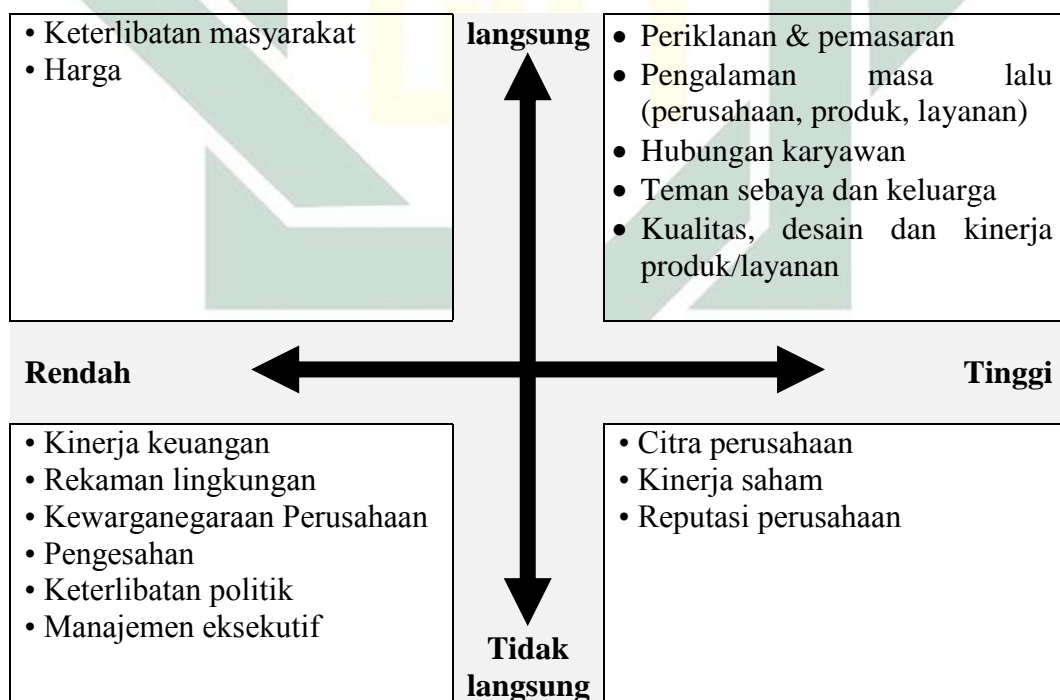 • Keterlibatan masyarakat
• Harga
langsung
• Periklanan & pemasaran
• Pengalaman masa lalu
(perusahaan, produk, layanan)
• Hubungan karyawan
• Teman sebaya dan keluarga
• Kualitas, desain dan kinerja
produk/layanan
Rendah
Tinggi
• Kinerja keuangan
• Rekaman lingkungan
• Kewarganegaraan Perusahaan
• Pengesahan
• Keterlibatan politik
• Manajemen eksekutif
Tidak
langsung
• Citra perusahaan
• Kinerja saham
• Reputasi perusahaan